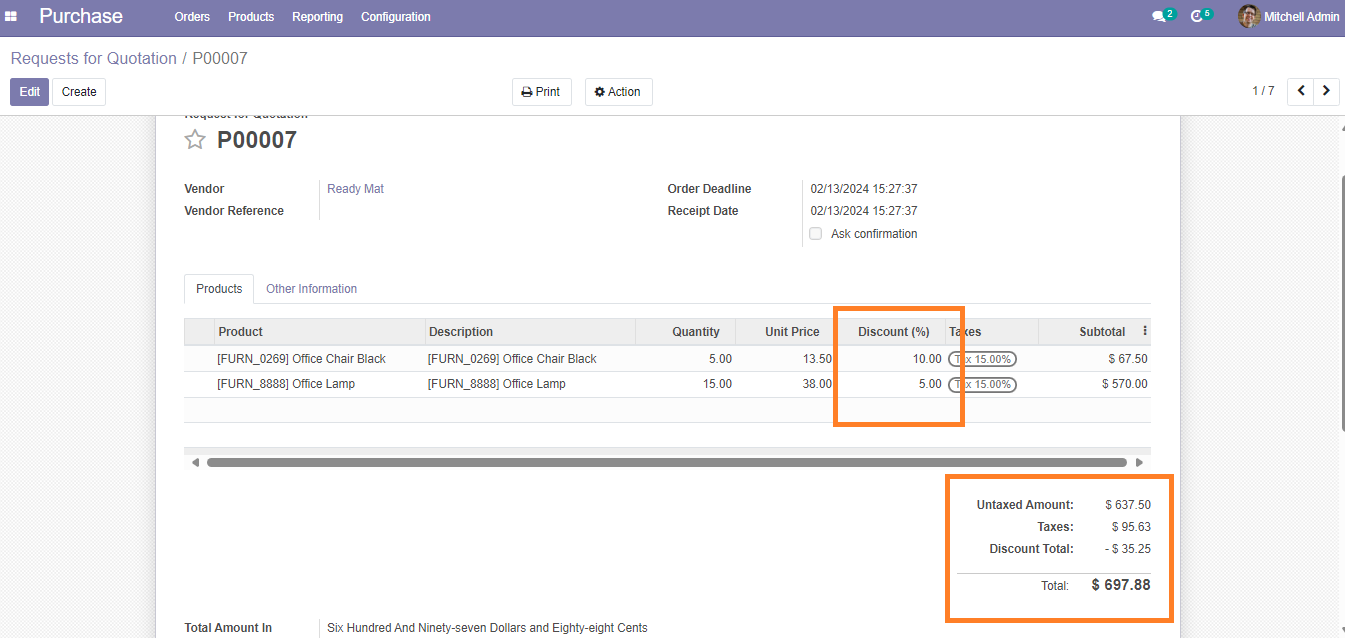 Purchase Orders Products Reporting Configuration 2 5 Mitchell Admin
Requests for Quotation / P00007
Edit Create Print Action 1 / 7
Request for Quotation
P00007
Vendor Ready Mat Order Deadline 02/13/2024 15:27:37
Vendor Reference Receipt Date 02/13/2024 15:27:37
Ask confirmation
Products Other Information
Product Description Quantity Unit Price Discount (%) Taxes Subtotal
[FURN_0269] Office Chair Black [FURN_0269] Office Chair Black 5.00 13.50 10.00 Tax 15.00% $ 67.50
[FURN_8888] Office Lamp [FURN_8888] Office Lamp 15.00 38.00 5.00 Tax 15.00% $ 570.00
Untaxed Amount: $ 637.50
Taxes: $ 95.63
Discount Total: - $ 35.25
Total: $ 697.88
Total Amount In Six Hundred And Ninety-seven Dollars and Eighty-eight Cents